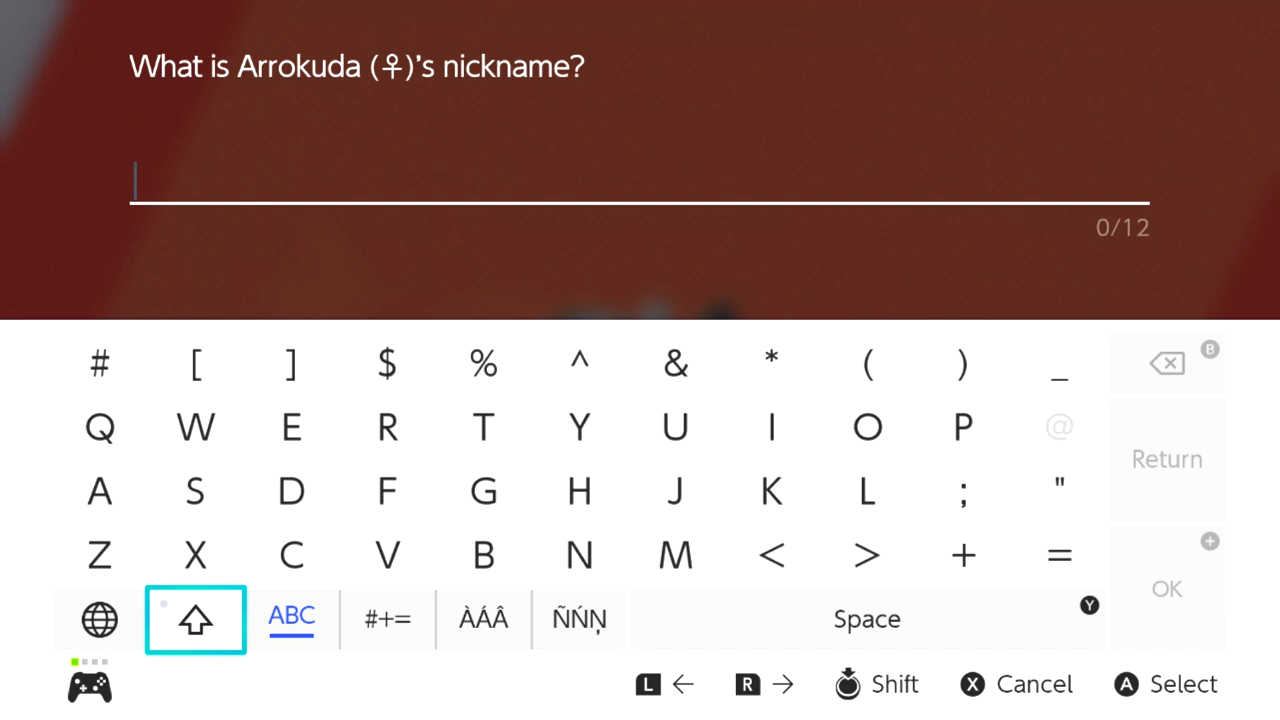 What is Arrokuda (♀)'s nickname?
0/12
# [ ] $ % ^ & * ( ) _ B
Q W E R T Y U I O P @
Return
A S D F G H J K L ; "
Z X C V B N M < > + = +
OK
ABC #+= ÀÁÂ ÑŃŅ Space Y
L ← R → Shift X Cancel A Select